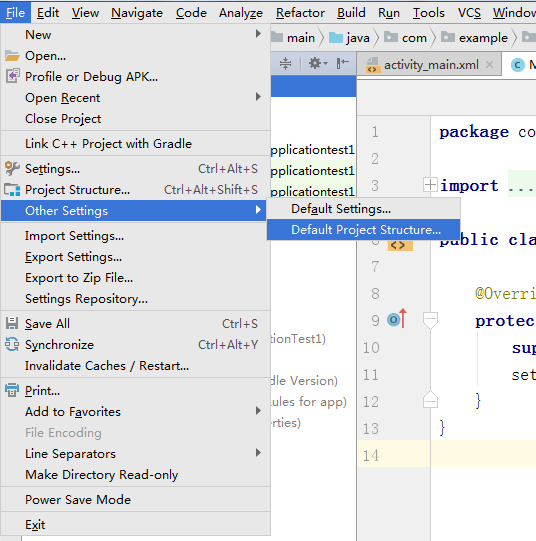 File Edit View Navigate Code Analyze Refactor Build Run Tools VCS Window
New
Open...
Profile or Debug APK...
Open Recent
Close Project
Link C++ Project with Gradle
Settings... Ctrl+Alt+S
Project Structure... Ctrl+Alt+Shift+S
Other Settings
Import Settings...
Export Settings...
Export to Zip File...
Settings Repository...
Save All Ctrl+S
Synchronize Ctrl+Alt+Y
Invalidate Caches / Restart...
Print...
Add to Favorites
File Encoding
Line Separators
Make Directory Read-only
Power Save Mode
Exit
Default Settings...
Default Project Structure...
main java com example
activity_main.xml
pplicationtest1
pplicationtest1
pplicationtest1
ionTest1)
dle Version)
ules for app)
erties)
1 package co
2
3 import ...
6 public cla
7
8 @Overri
9 protec
10 sup
11 set
12 }
13 }
14